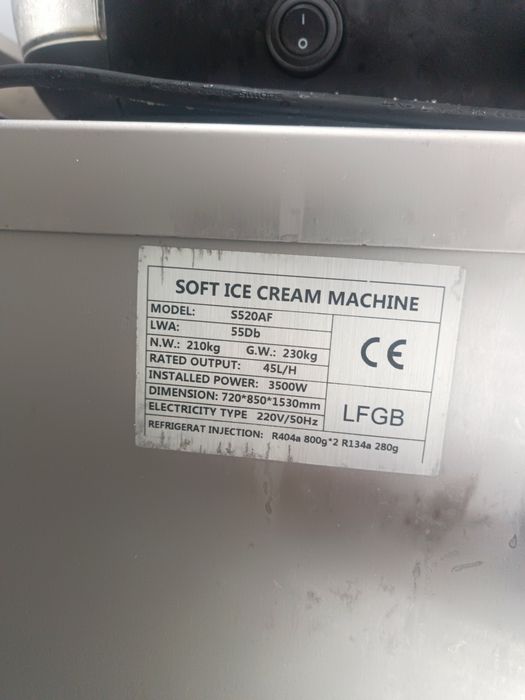 SOFT ICE CREAM MACHINE
MODEL: S520AF
LWA: 55Db
N.W.: 210kg G.W.: 230kg
RATED OUTPUT: 45L/H
INSTALLED POWER: 3500W
DIMENSION: 720*850*1530mm
ELECTRICITY TYPE 220V/50Hz
CE
LFGB
REFRIGERAT INJECTION: R404a 800g*2 R134a 280g